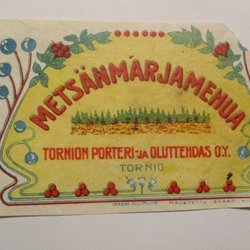 METSÄNMARJAMEHUA
TORNION PORTERI-JA OLUTTEHDAS O.Y.
TORNIO